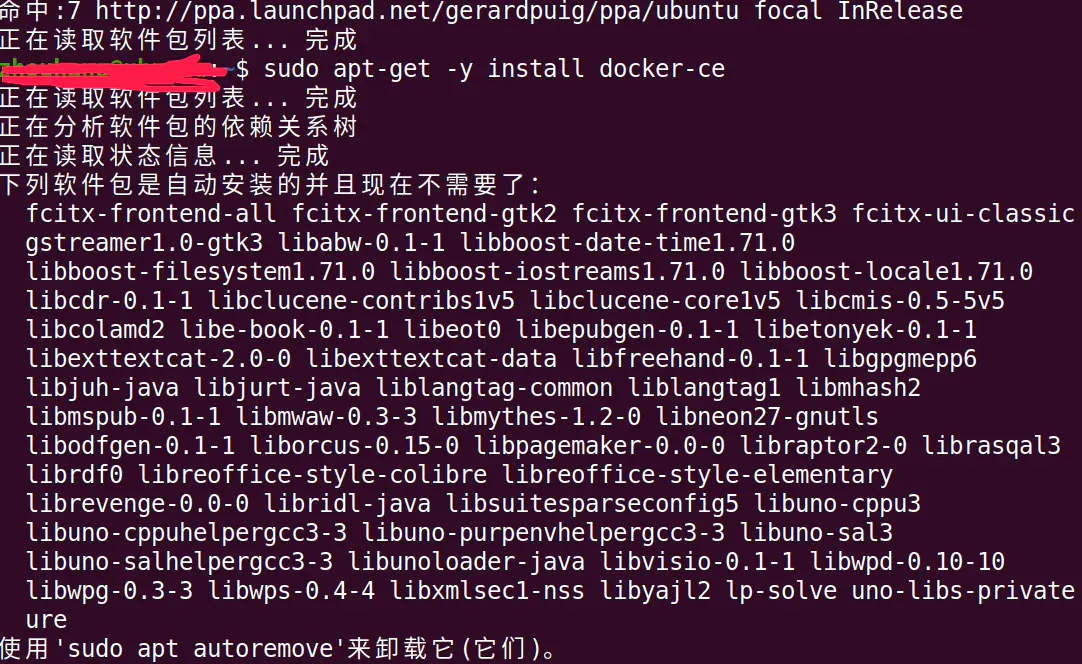 命中:7 http://ppa.launchpad.net/gerardpuig/ppa/ubuntu focal InRelease
正在读取软件包列表... 完成
:~$ sudo apt-get -y install docker-ce
正在读取软件包列表... 完成
正在分析软件包的依赖关系树
正在读取状态信息... 完成
下列软件包是自动安装的并且现在不需要了:
fcitx-frontend-all fcitx-frontend-gtk2 fcitx-frontend-gtk3 fcitx-ui-classic
gstreamer1.0-gtk3 libabw-0.1-1 libboost-date-time1.71.0
libboost-filesystem1.71.0 libboost-iostreams1.71.0 libboost-locale1.71.0
libcdr-0.1-1 libclucene-contribs1v5 libclucene-core1v5 libcmis-0.5-5v5
libcolamd2 libe-book-0.1-1 libeot0 libepubgen-0.1-1 libetonyek-0.1-1
libexttextcat-2.0-0 libexttextcat-data libfreehand-0.1-1 libgpgmepp6
libjuh-java libjurt-java liblangtag-common liblangtag1 libmhash2
libmspub-0.1-1 libmwaw-0.3-3 libmythes-1.2-0 libneon27-gnutls
libodfgen-0.1-1 liborcus-0.15-0 libpagemaker-0.0-0 libraptor2-0 librasqal3
librdf0 libreoffice-style-colibre libreoffice-style-elementary
librevenge-0.0-0 libridl-java libsuitesparseconfig5 libuno-cppu3
libuno-cppuhelpergcc3-3 libuno-purpenvhelpergcc3-3 libuno-sal3
libuno-salhelpergcc3-3 libunoloader-java libvisio-0.1-1 libwpd-0.10-10
libwpg-0.3-3 libwps-0.4-4 libxmlsec1-nss libyajl2 lp-solve uno-libs-private
ure
使用'sudo apt autoremove'来卸载它(它们)。